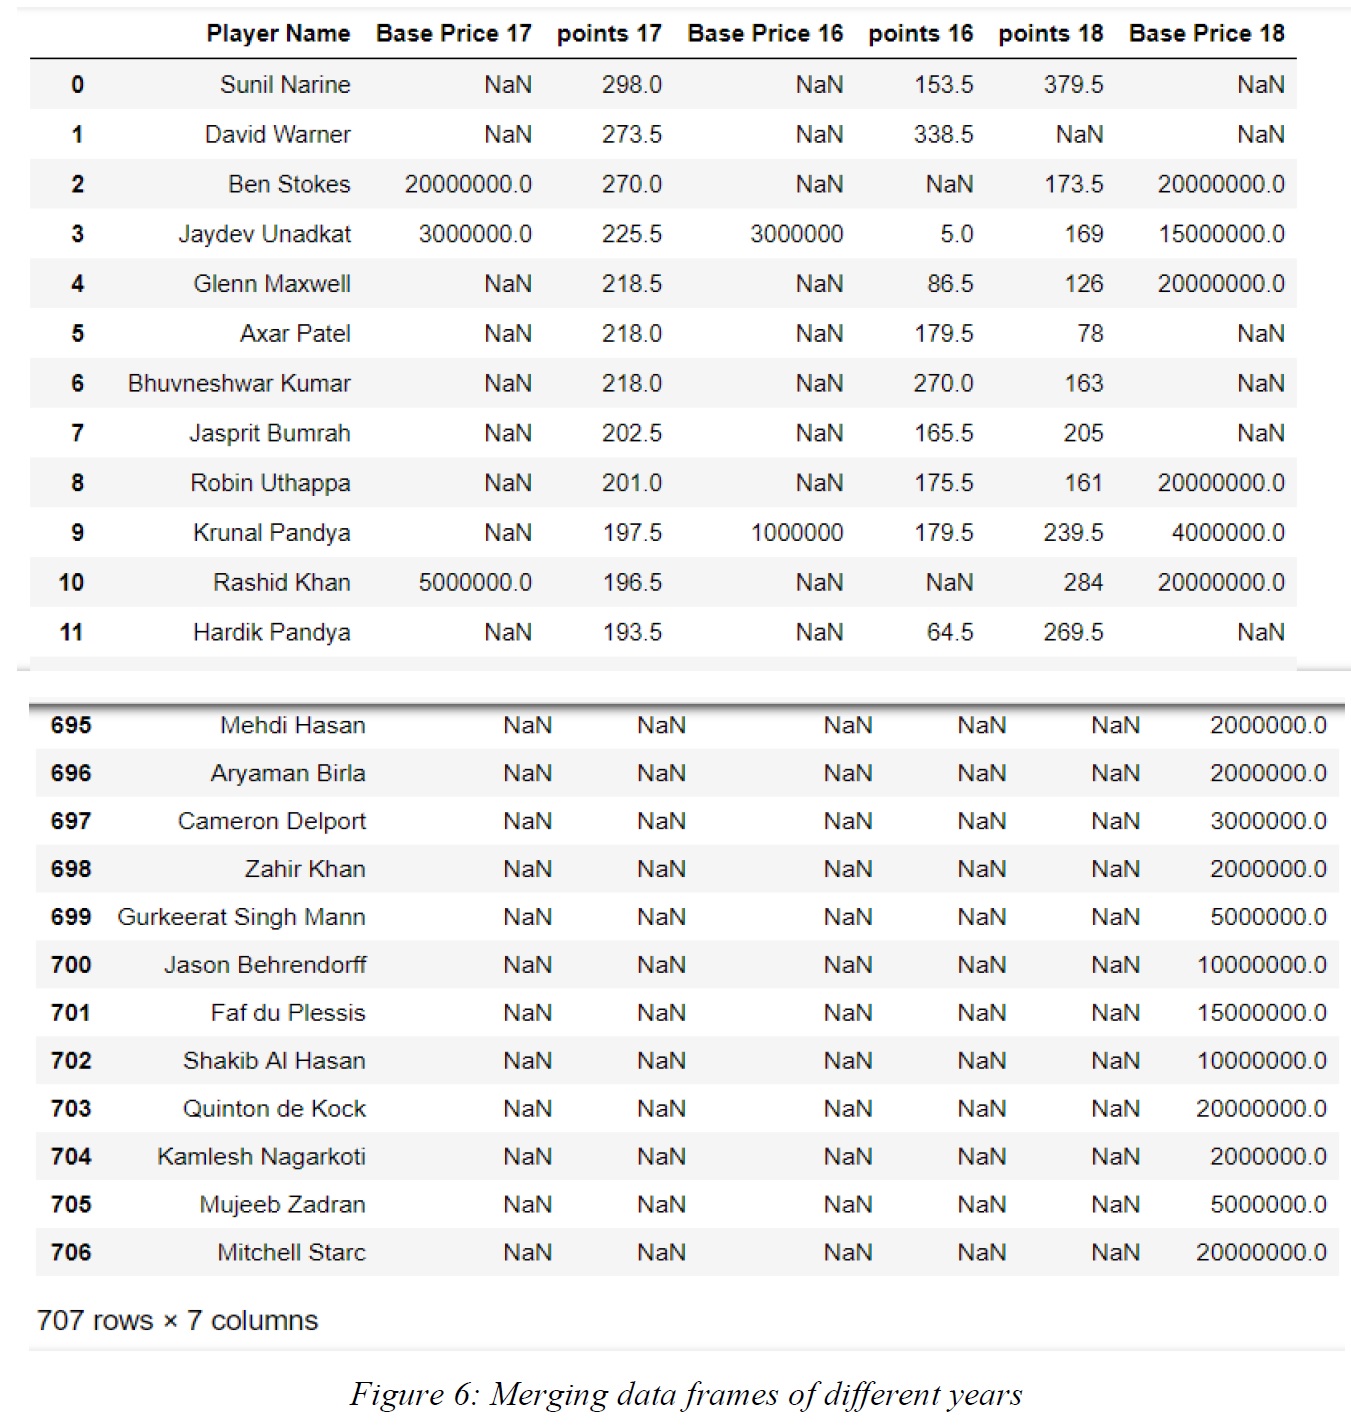 Player Name Base Price 17 points 17 Base Price 16 points 16 points 18 Base Price 18
0 Sunil Narine NaN 298.0 NaN 153.5 379.5 NaN
1 David Warner NaN 273.5 NaN 338.5 NaN NaN
2 Ben Stokes 20000000.0 270.0 NaN NaN 173.5 20000000.0
3 Jaydev Unadkat 3000000.0 225.5 3000000 5.0 169 15000000.0
4 Glenn Maxwell NaN 218.5 NaN 86.5 126 20000000.0
5 Axar Patel NaN 218.0 NaN 179.5 78 NaN
6 Bhuvneshwar Kumar NaN 218.0 NaN 270.0 163 NaN
7 Jasprit Bumrah NaN 202.5 NaN 165.5 205 NaN
8 Robin Uthappa NaN 201.0 NaN 175.5 161 20000000.0
9 Krunal Pandya NaN 197.5 1000000 179.5 239.5 4000000.0
10 Rashid Khan 5000000.0 196.5 NaN NaN 284 20000000.0
11 Hardik Pandya NaN 193.5 NaN 64.5 269.5 NaN
695 Mehdi Hasan NaN NaN NaN NaN NaN 2000000.0
696 Aryaman Birla NaN NaN NaN NaN NaN 2000000.0
697 Cameron Delport NaN NaN NaN NaN NaN 3000000.0
698 Zahir Khan NaN NaN NaN NaN NaN 2000000.0
699 Gurkeerat Singh Mann NaN NaN NaN NaN NaN 5000000.0
700 Jason Behrendorff NaN NaN NaN NaN NaN 10000000.0
701 Faf du Plessis NaN NaN NaN NaN NaN 15000000.0
702 Shakib Al Hasan NaN NaN NaN NaN NaN 10000000.0
703 Quinton de Kock NaN NaN NaN NaN NaN 20000000.0
704 Kamlesh Nagarkoti NaN NaN NaN NaN NaN 2000000.0
705 Mujeeb Zadran NaN NaN NaN NaN NaN 5000000.0
706 Mitchell Starc NaN NaN NaN NaN NaN 20000000.0
707 rows × 7 columns
Figure 6: Merging data frames of different years